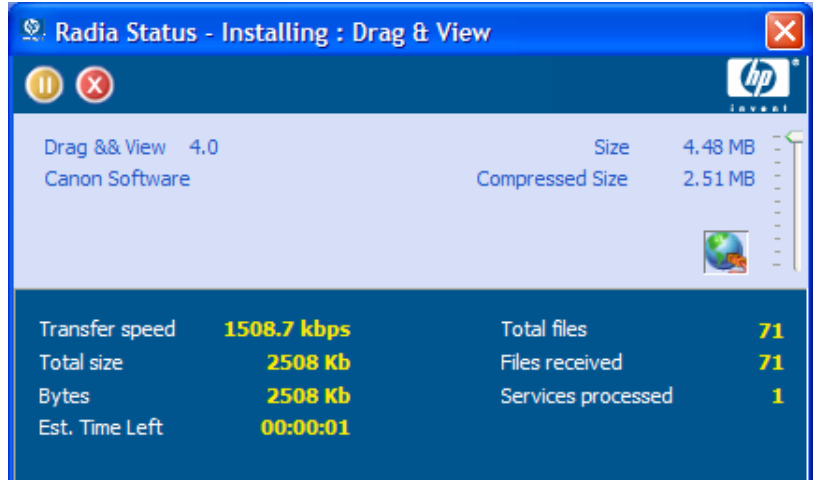 Radia Status - Installing : Drag & View
hp
invent
Drag && View 4.0 Size 4.48 MB
Canon Software Compressed Size 2.51 MB
Transfer speed 1508.7 kbps Total files 71
Total size 2508 Kb Files received 71
Bytes 2508 Kb Services processed 1
Est. Time Left 00:00:01